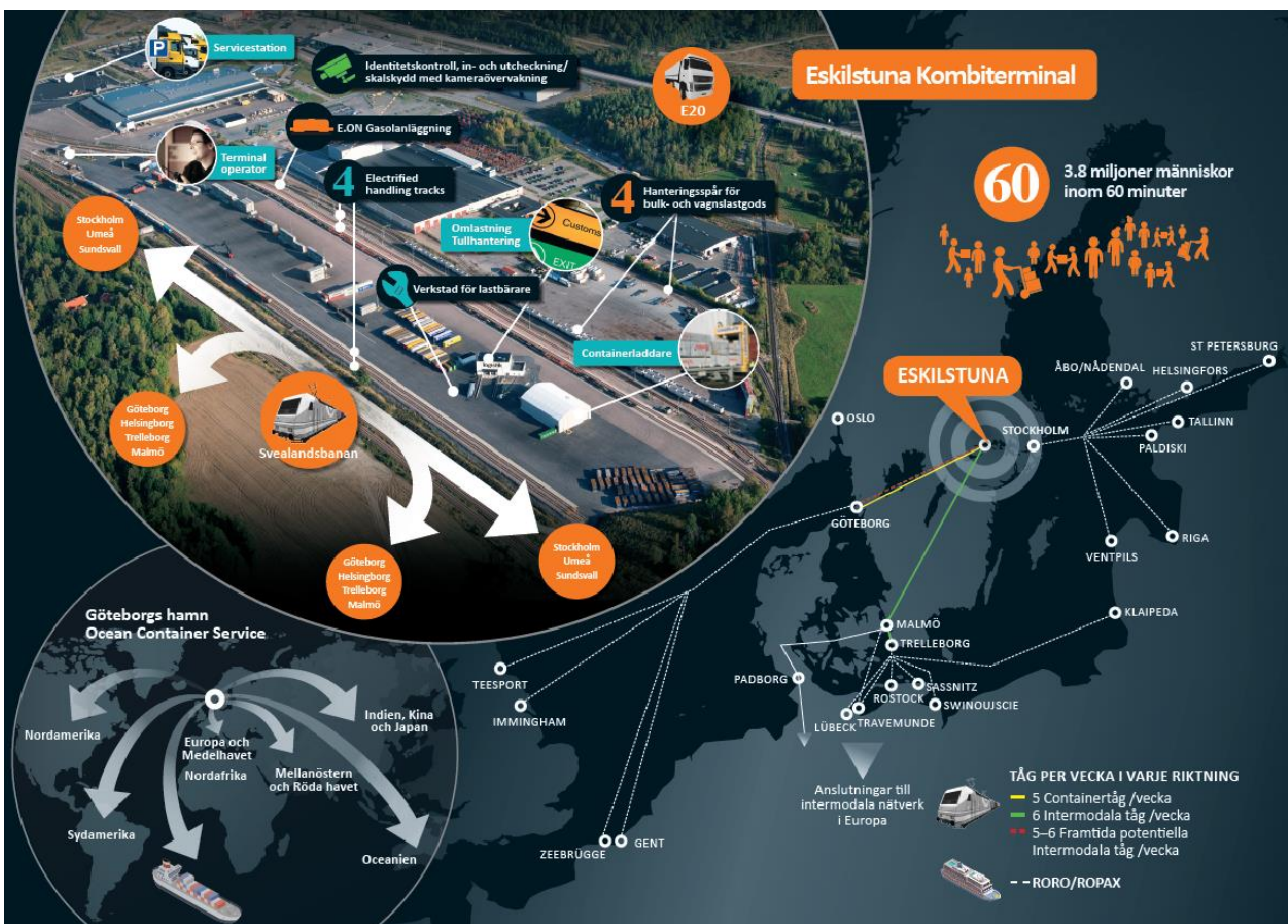 Servicestation
P
Identitetskontroll, in- och utcheckning/
skalskydd med kameraövervakning
E20
Eskilstuna Kombiterminal
E.ON Gasolanläggning
Terminal
operator
4
Electrified
handling tracks
4
Hanteringsspår för
bulk- och vagnslastgods
60
3.8 miljoner människor
inom 60 minuter
Stockholm
Umeå
Sundsvall
Omlastning
Tullhantering
Customs
EXIT
Verkstad för lastbärare
Containerladdare
logistik
Göteborg
Helsingborg
Trelleborg
Malmö
Svealandsbanan
Göteborg
Helsingborg
Trelleborg
Malmö
Stockholm
Umeå
Sundsvall
ESKILSTUNA
ST PETERSBURG
ÅBO/NÅDENDAL
HELSINGFORS
OSLO
STOCKHOLM
TALLINN
PALDISKI
GÖTEBORG
VENTPILS
RIGA
KLAIPEDA
MALMÖ
TRELLEBORG
PADBORG
SASSNITZ
ROSTOCK
SWINOUJSCIE
LÜBECK
TRAVEMUNDE
TEESPORT
IMMINGHAM
ZEEBRÜGGE
GENT
Anslutningar till
intermodala nätverk
i Europa
Göteborgs hamn
Ocean Container Service
Nordamerika
Europa och
Medelhavet
Nordafrika
Indien, Kina
och Japan
Mellanöstern
och Röda havet
Sydamerika
Oceanien
TÅG PER VECKA I VARJE RIKTNING
5 Containertåg /vecka
6 Intermodala tåg /vecka
5–6 Framtida potentiella
Intermodala tåg /vecka
RORO/ROPAX